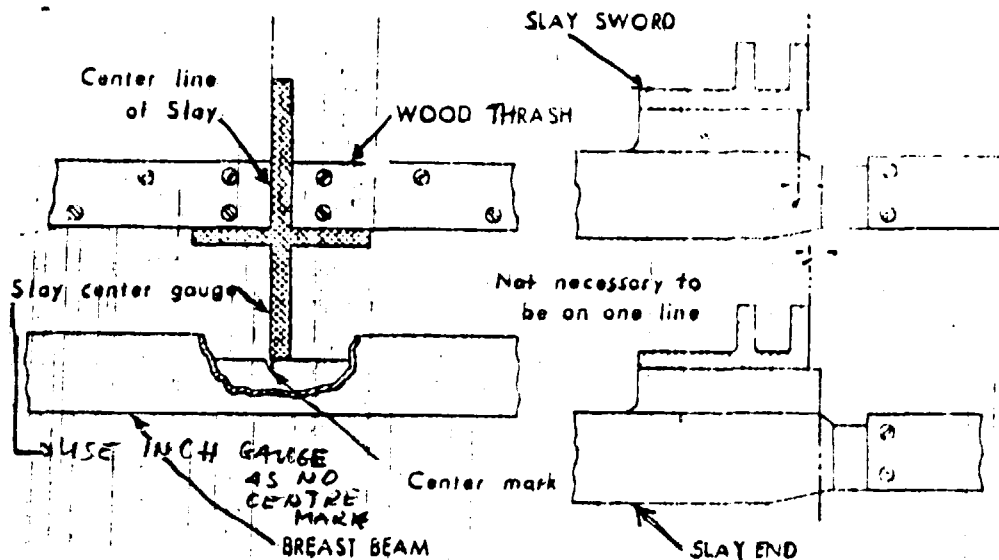 SLAY SWORD
Center line
of Slay
WOOD THRASH
Slay center gauge
Not necessary to
be on one line
USE INCH GAUGE
AS NO
CENTRE
MARK
Center mark
BREAST BEAM
SLAY END